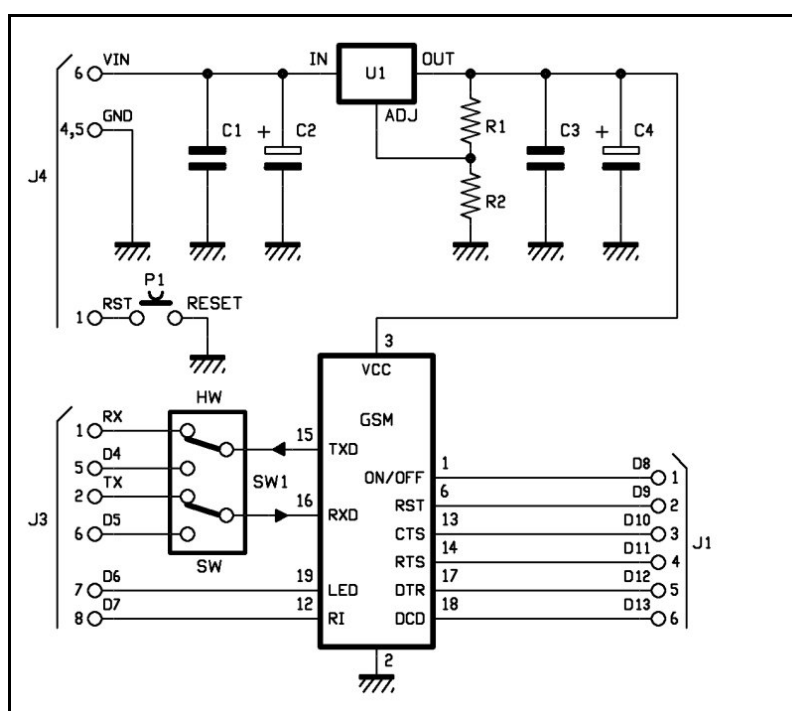 6 VIN IN U1 OUT
ADJ
4,5 GND
C1 + C2 R1 C3 + C4
J4
R2
P1
1 RST RESET
3
VCC
HW
GSM
1 RX 15 TXD
5 D4 SW1
2 TX 16 RXD
J3
6 D5
SW
7 D6 19 LED
8 D7 12 RI
ON/OFF 1 D8 1
RST 6 D9 2
CTS 13 D10 3
J1
RTS 14 D11 4
DTR 17 D12 5
DCD 18 D13 6
2